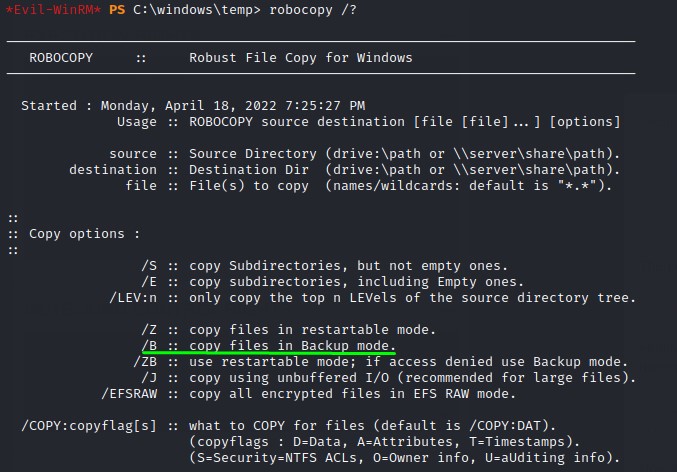 *Evil-WinRM* PS C:\windows\temp> robocopy /?
ROBOCOPY :: Robust File Copy for Windows
Started : Monday, April 18, 2022 7:25:27 PM
Usage :: ROBOCOPY source destination [file [file]...] [options]
source :: Source Directory (drive:\path or \\server\share\path).
destination :: Destination Dir (drive:\path or \\server\share\path).
file :: File(s) to copy (names/wildcards: default is "*.*").
::
:: Copy options :
::
/S :: copy Subdirectories, but not empty ones.
/E :: copy subdirectories, including Empty ones.
/LEV:n :: only copy the top n LEVels of the source directory tree.
/Z :: copy files in restartable mode.
/B :: copy files in Backup mode.
/ZB :: use restartable mode; if access denied use Backup mode.
/J :: copy using unbuffered I/O (recommended for large files).
/EFSRAW :: copy all encrypted files in EFS RAW mode.
/COPY:copyflag[s] :: what to COPY for files (default is /COPY:DAT).
(copyflags : D=Data, A=Attributes, T=Timestamps).
(S=Security=NTFS ACLs, O=Owner info, U=aUditing info).